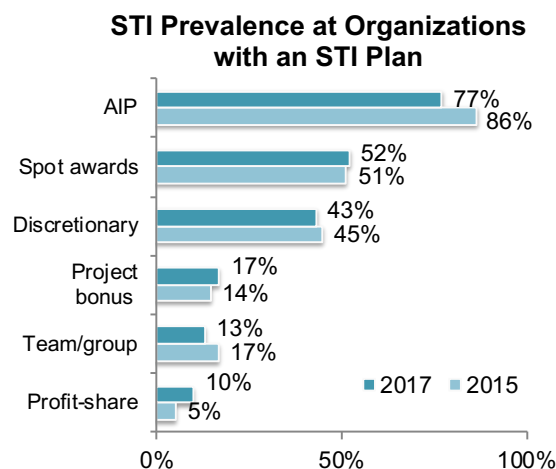 STI Prevalence at Organizations
with an STI Plan
AIP
77%
86%
Spot awards
52%
51%
Discretionary
43%
45%
Project
bonus
17%
14%
Team/group
13%
17%
Profit-share
10%
5%
2017 2015
0% 50% 100%